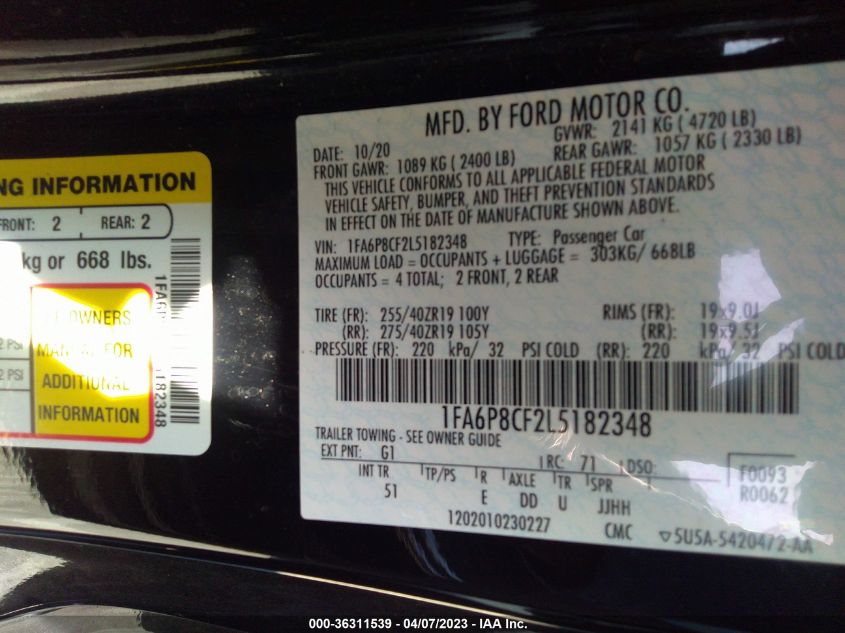 NG INFORMATION
FRONT: 2 REAR: 2
kg or 668 lbs.
2 PSI
2 PSI
OWNERS
MANUAL FOR
ADDITIONAL
INFORMATION
182348
MFD. BY FORD MOTOR CO.
DATE: 10/20 GVWR: 2141 KG ( 4720 LB)
FRONT GAWR: 1089 KG ( 2400 LB) REAR GAWR: 1057 KG ( 2330 LB)
THIS VEHICLE CONFORMS TO ALL APPLICABLE FEDERAL MOTOR
VEHICLE SAFETY, BUMPER, AND THEFT PREVENTION STANDARDS
IN EFFECT ON THE DATE OF MANUFACTURE SHOWN ABOVE.
VIN: 1FA6P8CF2L5182348 TYPE: Passenger Car
MAXIMUM LOAD = OCCUPANTS + LUGGAGE = 303KG/ 668LB
OCCUPANTS = 4 TOTAL; 2 FRONT, 2 REAR
TIRE (FR): 255/40ZR19 100Y RIMS (FR): 19x9.0J
(RR): 275/40ZR19 105Y (RR): 19x9.5J
PRESSURE (FR): 220 kPa/ 32 PSI COLD (RR): 220 kPa/ 32 PSI COLD
1FA6P8CF2L5182348
TRAILER TOWING - SEE OWNER GUIDE
EXT PNT: G1 RC: 71 DSO: F0093
INT TR TP/PS R AXLE TR SPR R0062
51 E DD U JJHH
1202010230227 CMC ▽5U5A-5420472-AA
000-36311539 - 04/07/2023 - IAA Inc.